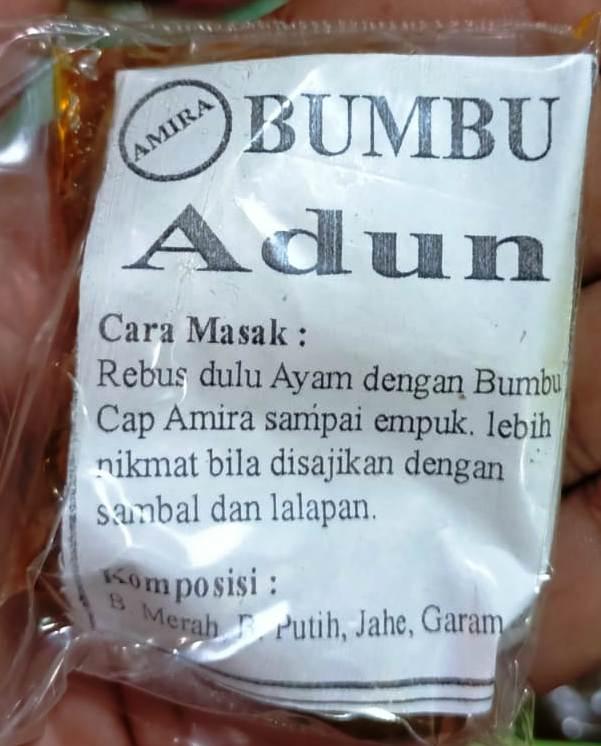 AMIRA
BUMBU
Adun
Cara Masak :
Rebus dulu Ayam dengan Bumbu
Cap Amira sampai empuk. lebih
nikmat bila disajikan dengan
sambal dan lalapan.
Komposisi :
B. Merah, B. Putih, Jahe, Garam